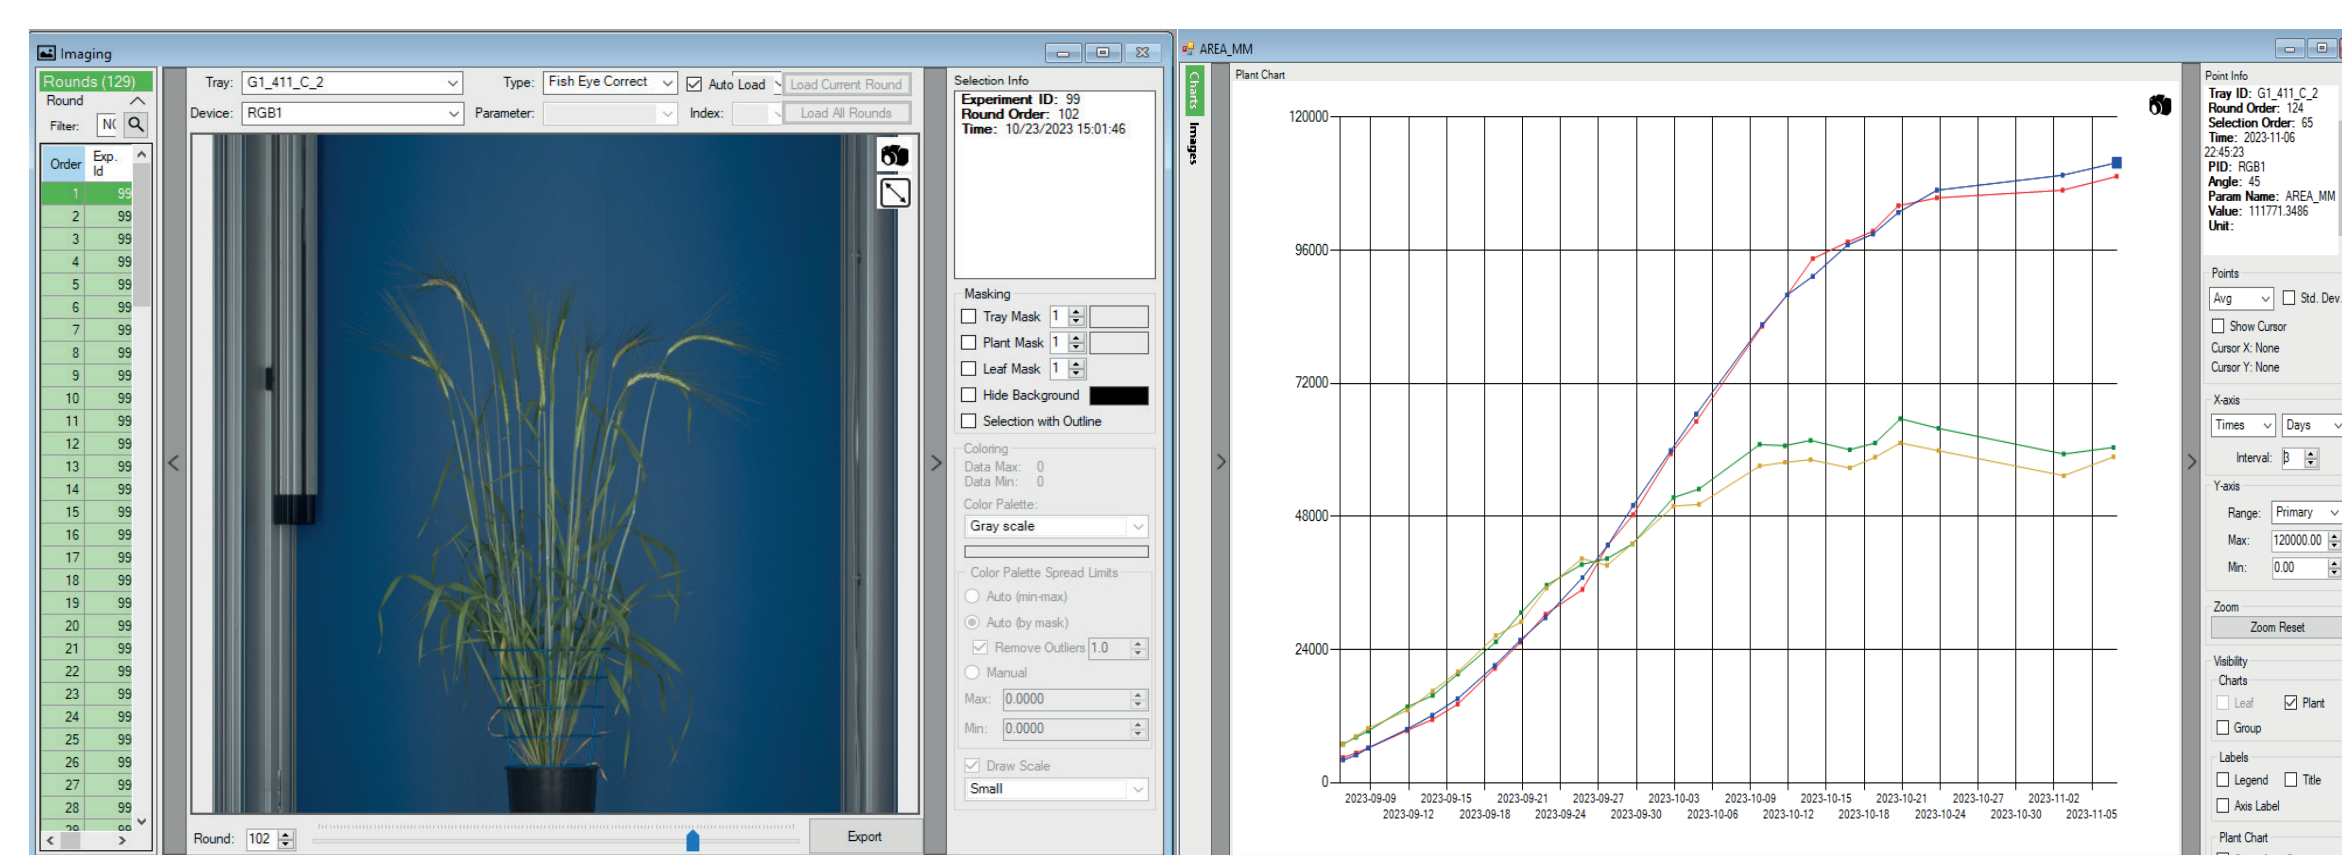 Imaging
Rounds (129)
Round
Filter:
Order Exp. Id
1 99
2 99
3 99
4 99
5 99
6 99
7 99
8 99
9 99
10 99
11 99
12 99
13 99
14 99
15 99
16 99
17 99
18 99
19 99
20 99
21 99
22 99
23 99
24 99
25 99
26 99
27 99
28 99
29 99
Tray: G1_411_C_2 Type: Fish Eye Correct Auto Load Load Current Round
Device: RGB1 Parameter: Index: Load All Rounds
Round: 102 Export
Selection Info
Experiment ID: 99
Round Order: 102
Time: 10/23/2023 15:01:46
Masking
Tray Mask 1
Plant Mask 1
Leaf Mask 1
Hide Background
Selection with Outline
Coloring
Data Max: 0
Data Min: 0
Color Palette:
Gray scale
Color Palette Spread Limits
Auto (min-max)
Auto (by mask)
Remove Outliers 1.0
Manual
Max: 0.0000
Min: 0.0000
Draw Scale
Small
AREA_MM
Charts
Images
Plant Chart
120000
96000
72000
48000
24000
0
2023-09-09 2023-09-15 2023-09-21 2023-09-27 2023-10-03 2023-10-09 2023-10-15 2023-10-21 2023-10-27 2023-11-02
2023-09-12 2023-09-18 2023-09-24 2023-09-30 2023-10-06 2023-10-12 2023-10-18 2023-10-24 2023-10-30 2023-11-05
Point Info
Tray ID: G1_411_C_2
Round Order: 124
Selection Order: 65
Time: 2023-11-06
22:45:23
PID: RGB1
Angle: 45
Param Name: AREA_MM
Value: 111771.3486
Unit:
Points
Avg Std. Dev.
Show Cursor
Cursor X: None
Cursor Y: None
X-axis
Times Days
Interval: 3
Y-axis
Range: Primary
Max: 120000.00
Min: 0.00
Zoom
Zoom Reset
Visibility
Charts
Leaf Plant
Group
Labels
Legend Title
Axis Label
Plant Chart